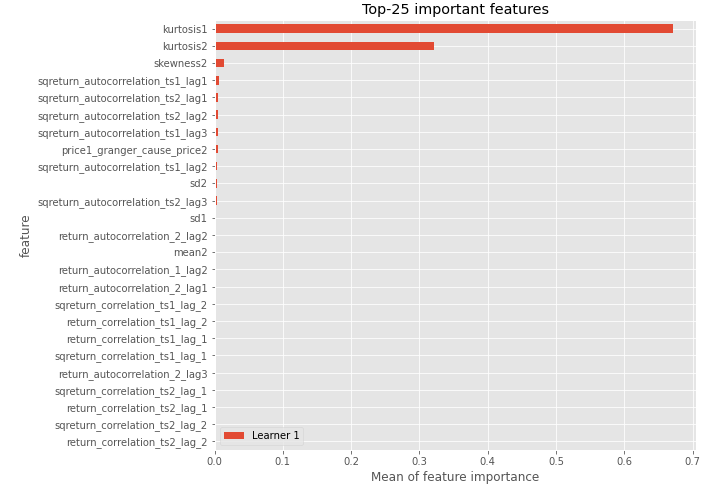 Top-25 important features
kurtosis1
kurtosis2
skewness2
sqreturn_autocorrelation_ts1_lag1
sqreturn_autocorrelation_ts2_lag1
sqreturn_autocorrelation_ts2_lag2
sqreturn_autocorrelation_ts1_lag3
price1_granger_cause_price2
sqreturn_autocorrelation_ts1_lag2
sd2
sqreturn_autocorrelation_ts2_lag3
sd1
return_autocorrelation_2_lag2
mean2
return_autocorrelation_1_lag2
return_autocorrelation_2_lag1
sqreturn_correlation_ts1_lag_2
return_correlation_ts1_lag_2
return_correlation_ts1_lag_1
sqreturn_correlation_ts1_lag_1
return_autocorrelation_2_lag3
sqreturn_correlation_ts2_lag_1
return_correlation_ts2_lag_1
sqreturn_correlation_ts2_lag_2
return_correlation_ts2_lag_2
feature
Learner 1
0.0 0.1 0.2 0.3 0.4 0.5 0.6 0.7
Mean of feature importance